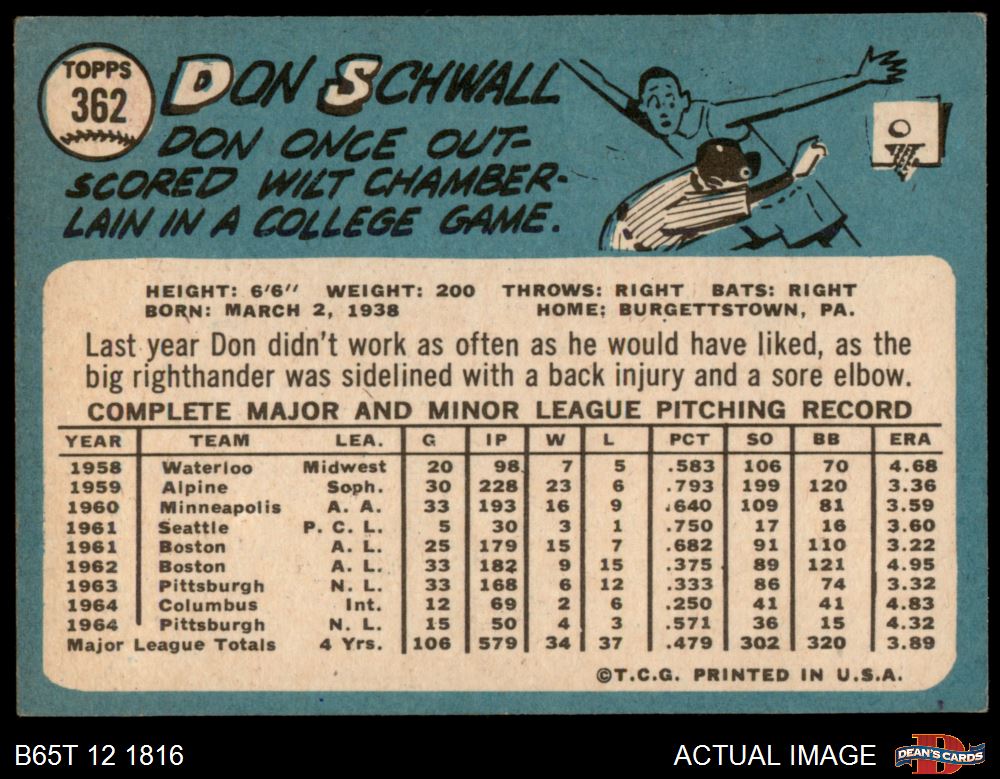 TOPPS
362
DON SCHWALL
DON ONCE OUT-
SCORED WILT CHAMBER-
LAIN IN A COLLEGE GAME.
HEIGHT: 6'6" WEIGHT: 200 THROWS: RIGHT BATS: RIGHT
BORN: MARCH 2, 1938 HOME: BURGETTSTOWN, PA.
Last year Don didn't work as often as he would have liked, as the
big righthander was sidelined with a back injury and a sore elbow.
COMPLETE MAJOR AND MINOR LEAGUE PITCHING RECORD
YEAR TEAM LEA. G IP W L PCT SO BB ERA
1958 Waterloo Midwest 20 98 7 5 .583 106 70 4.68
1959 Alpine Soph. 30 228 23 6 .793 199 120 3.36
1960 Minneapolis A. A. 33 193 16 9 .640 109 81 3.59
1961 Seattle P. C. L. 5 30 3 1 .750 17 16 3.60
1961 Boston A. L. 25 179 15 7 .682 91 110 3.22
1962 Boston A. L. 33 182 9 15 .375 89 121 4.95
1963 Pittsburgh N. L. 33 168 6 12 .333 86 74 3.32
1964 Columbus Int. 12 69 2 6 .250 41 41 4.83
1964 Pittsburgh N. L. 15 50 4 3 .571 36 15 4.32
Major League Totals 4 Yrs. 106 579 34 37 .479 302 320 3.89
©T.C.G. PRINTED IN U.S.A.
B65T 12 1816 ACTUAL IMAGE DEAN'S CARDS